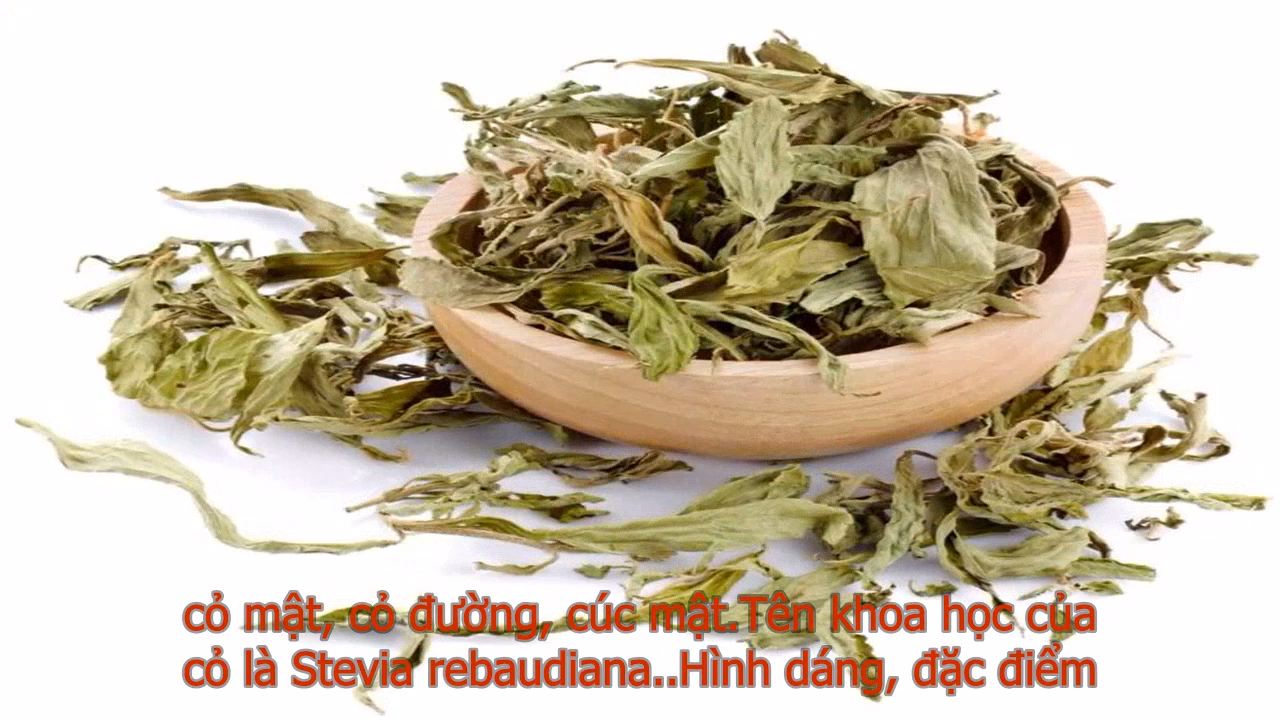 cỏ mật, cỏ đường, cúc mật.Tên khoa học của
cỏ là Stevia rebaudiana..Hình dáng, đặc điểm